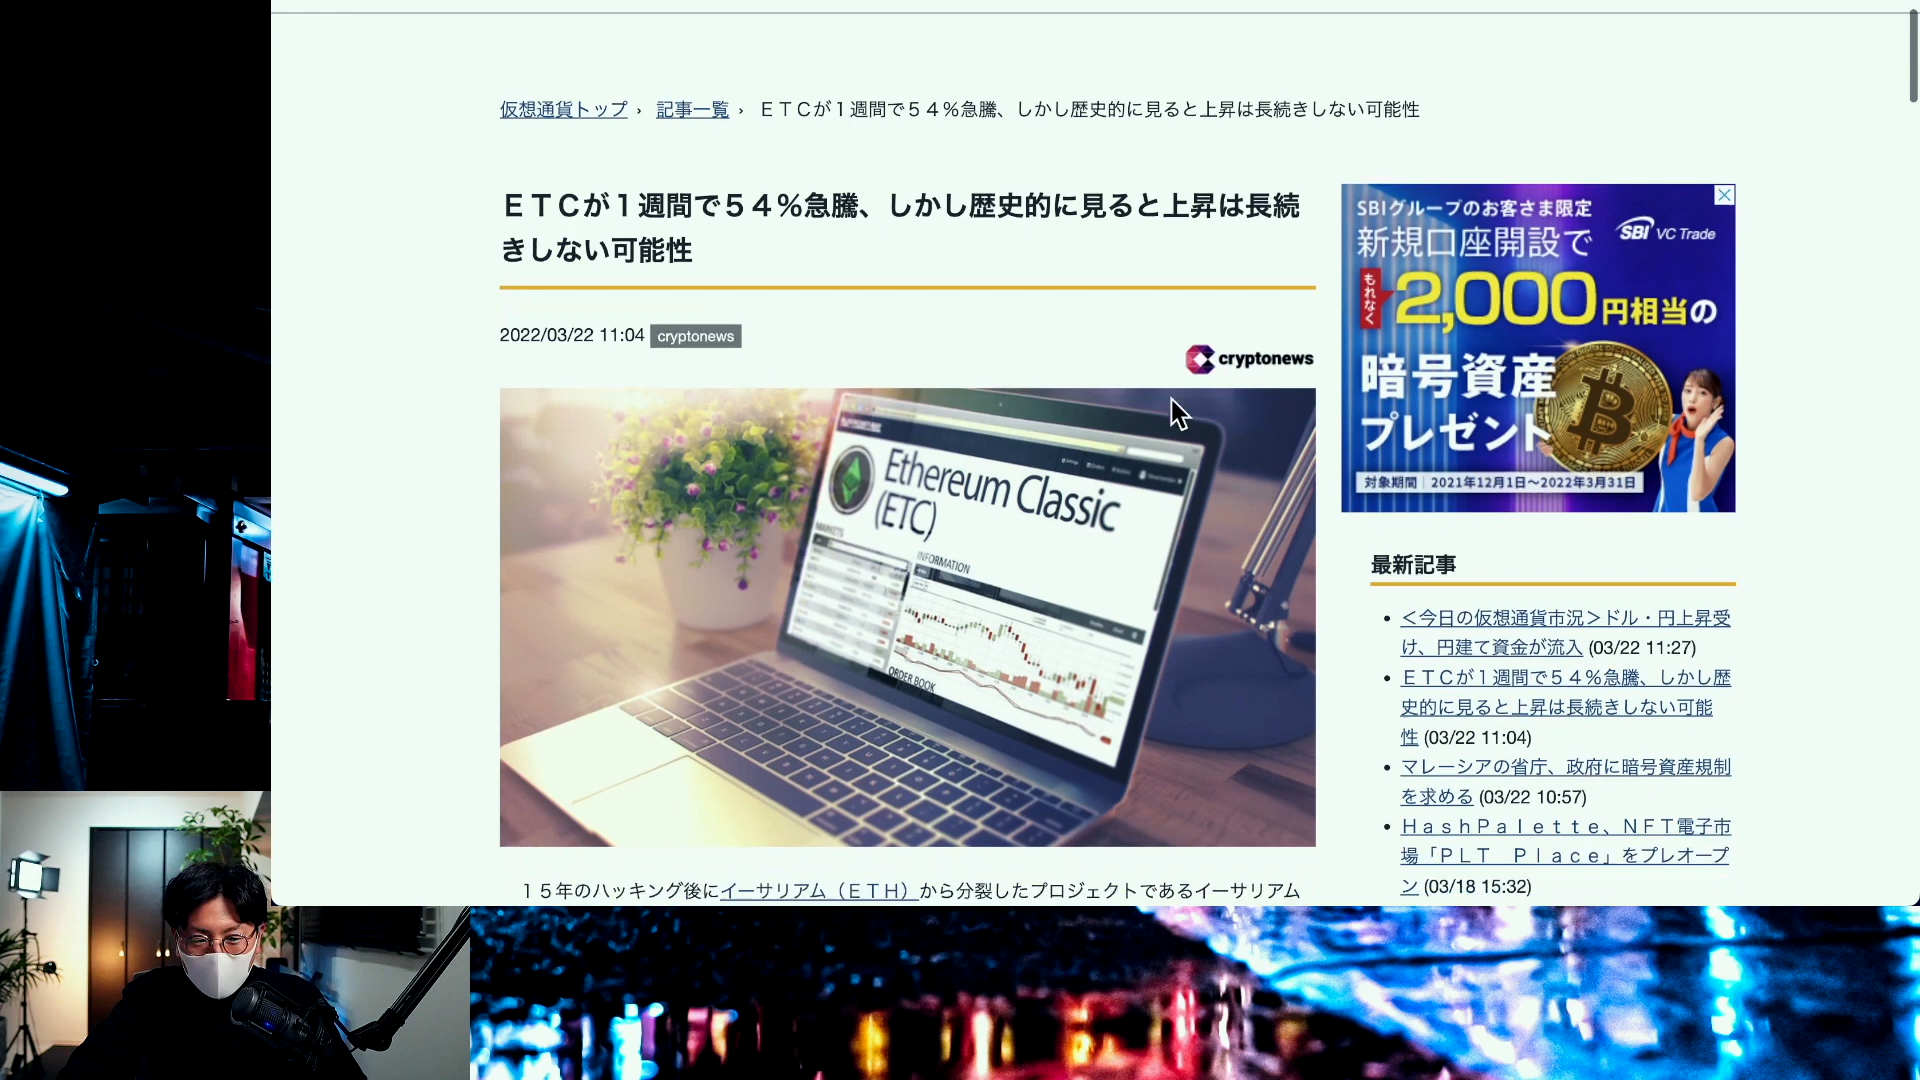 仮想通貨トップ › 記事一覧 › ＥＴＣが１週間で５４％急騰、しかし歴史的に見ると上昇は長続きしない可能性
ＥＴＣが１週間で５４％急騰、しかし歴史的に見ると上昇は長続
きしない可能性
2022/03/22 11:04 cryptonews
cryptonews
Ethereum Classic
(ETC)
MARKETS
INFORMATION
ORDER BOOK
１５年のハッキング後にイーサリアム（ＥＴＨ）から分裂したプロジェクトであるイーサリアム
SBIグループのお客さま限定
新規口座開設で
SBI VC Trade
もれなく
2,000円相当の
暗号資産
プレゼント
対象期間 2021年12月1日〜2022年3月31日
最新記事
＜今日の仮想通貨市況＞ドル・円上昇受
け、円建て資金が流入 (03/22 11:27)
ＥＴＣが１週間で５４％急騰、しかし歴
史的に見ると上昇は長続きしない可能
性 (03/22 11:04)
マレーシアの省庁、政府に暗号資産規制
を求める (03/22 10:57)
ＨａｓｈＰａｌｅｔｔｅ、ＮＦＴ電子市
場「ＰＬＴ　Ｐｌａｃｅ」をプレオープ
ン (03/18 15:32)